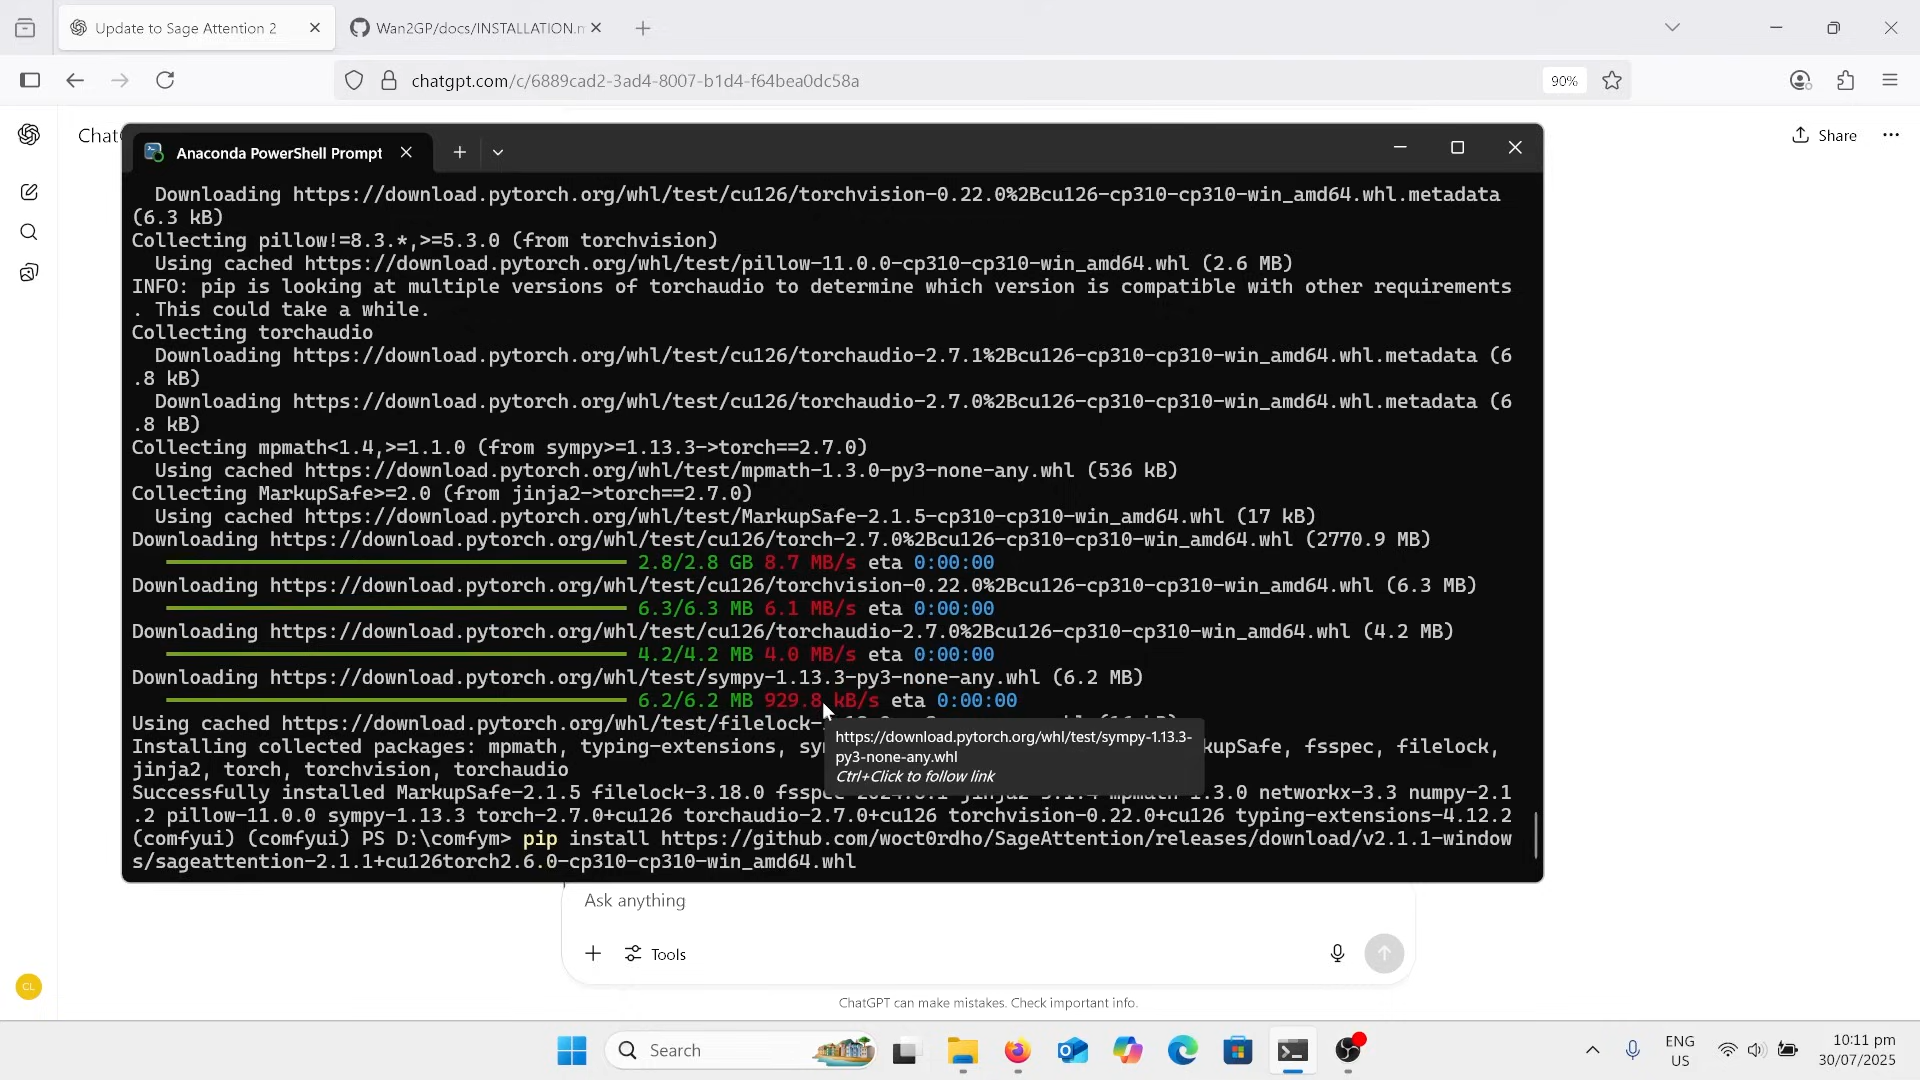 Update to Sage Attention 2
Wan2GP/docs/INSTALLATION.m
chatgpt.com/c/6889cad2-3ad4-8007-b1d4-f64bea0dc58a
90%
Chat
Share
Anaconda PowerShell Prompt
Downloading https://download.pytorch.org/whl/test/cu126/torchvision-0.22.0%2Bcu126-cp310-cp310-win_amd64.whl.metadata
(6.3 kB)
Collecting pillow!=8.3.*,>=5.3.0 (from torchvision)
Using cached https://download.pytorch.org/whl/test/pillow-11.0.0-cp310-cp310-win_amd64.whl (2.6 MB)
INFO: pip is looking at multiple versions of torchaudio to determine which version is compatible with other requirements
. This could take a while.
Collecting torchaudio
Downloading https://download.pytorch.org/whl/test/cu126/torchaudio-2.7.1%2Bcu126-cp310-cp310-win_amd64.whl.metadata (6
.8 kB)
Downloading https://download.pytorch.org/whl/test/cu126/torchaudio-2.7.0%2Bcu126-cp310-cp310-win_amd64.whl.metadata (6
.8 kB)
Collecting mpmath<1.4,>=1.1.0 (from sympy>=1.13.3->torch==2.7.0)
Using cached https://download.pytorch.org/whl/test/mpmath-1.3.0-py3-none-any.whl (536 kB)
Collecting MarkupSafe>=2.0 (from jinja2->torch==2.7.0)
Using cached https://download.pytorch.org/whl/test/MarkupSafe-2.1.5-cp310-cp310-win_amd64.whl (17 kB)
Downloading https://download.pytorch.org/whl/test/cu126/torch-2.7.0%2Bcu126-cp310-cp310-win_amd64.whl (2770.9 MB)
2.8/2.8 GB 8.7 MB/s eta 0:00:00
Downloading https://download.pytorch.org/whl/test/cu126/torchvision-0.22.0%2Bcu126-cp310-cp310-win_amd64.whl (6.3 MB)
6.3/6.3 MB 6.1 MB/s eta 0:00:00
Downloading https://download.pytorch.org/whl/test/cu126/torchaudio-2.7.0%2Bcu126-cp310-cp310-win_amd64.whl (4.2 MB)
4.2/4.2 MB 4.0 MB/s eta 0:00:00
Downloading https://download.pytorch.org/whl/test/sympy-1.13.3-py3-none-any.whl (6.2 MB)
6.2/6.2 MB 929.8 kB/s eta 0:00:00
Using cached https://download.pytorch.org/whl/test/filelock-
https://download.pytorch.org/whl/test/sympy-1.13.3-
py3-none-any.whl
Ctrl+Click to follow link
Installing collected packages: mpmath, typing-extensions, sy kupSafe, fsspec, filelock,
jinja2, torch, torchvision, torchaudio
Successfully installed MarkupSafe-2.1.5 filelock-3.18.0 1.3.0 networkx-3.3 numpy-2.1
.2 pillow-11.0.0 sympy-1.13.3 torch-2.7.0+cu126 torchaudio-2.7.0+cu126 torchvision-0.22.0+cu126 typing-extensions-4.12.2
(comfyui) (comfyui) PS D:\comfym> pip install https://github.com/woct0rdho/SageAttention/releases/download/v2.1.1-window
s/sageattention-2.1.1+cu126torch2.6.0-cp310-cp310-win_amd64.whl
Ask anything
Tools
CL
ChatGPT can make mistakes. Check important info.
Search
ENG
US
10:11 pm
30/07/2025